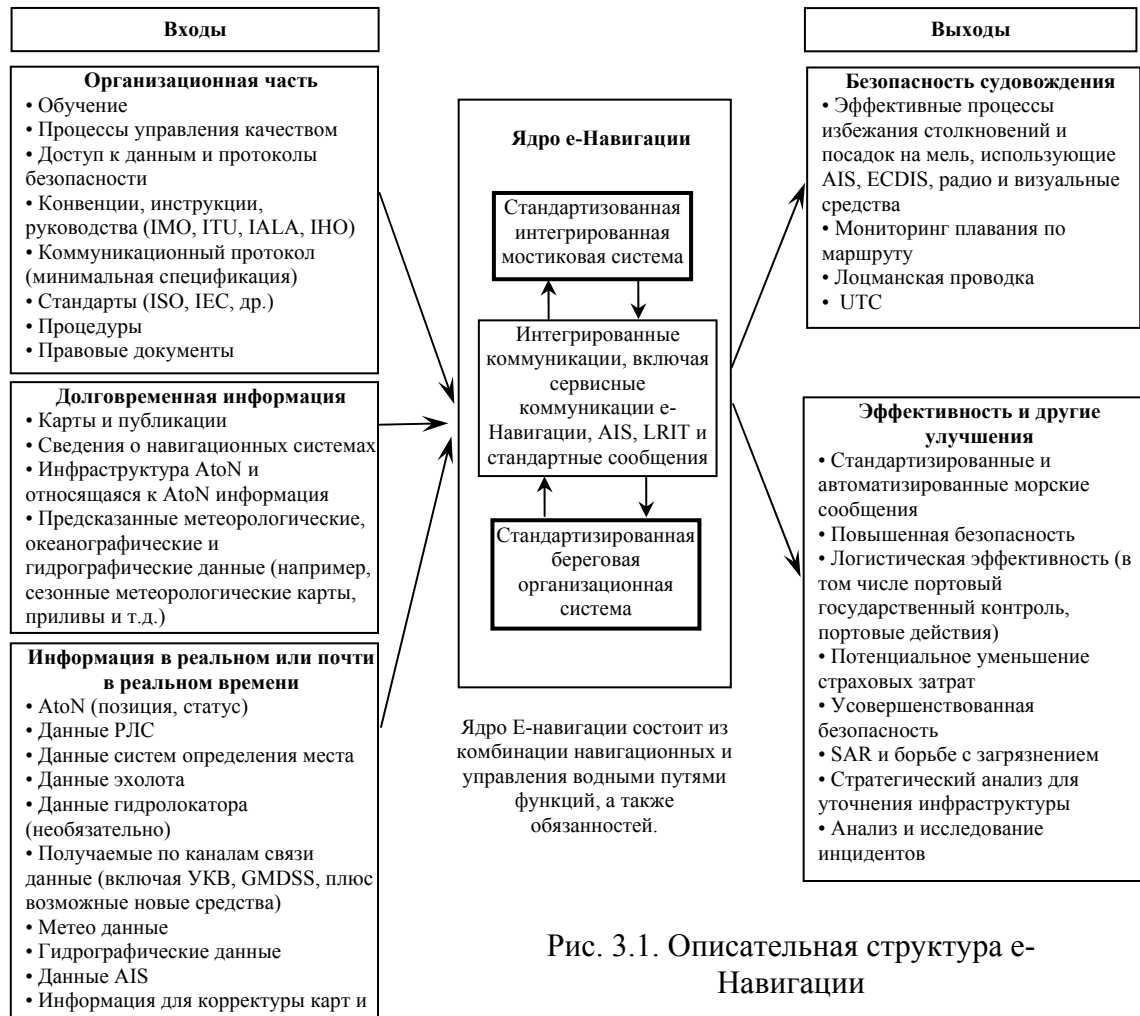 Входы
Организационная часть
• Обучение
• Процессы управления качеством
• Доступ к данным и протоколы
безопасности
• Конвенции, инструкции,
руководства (IMO, ITU, IALA, IHO)
• Коммуникационный протокол
(минимальная спецификация)
• Стандарты (ISO, IEC, др.)
• Процедуры
• Правовые документы
Долговременная информация
• Карты и публикации
• Сведения о навигационных системах
• Инфраструктура AtoN и
относящаяся к AtoN информация
• Предсказанные метеорологические,
океанографические и
гидрографические данные (например,
сезонные метеорологические карты,
приливы и т.д.)
Информация в реальном или почти
в реальном времени
• AtoN (позиция, статус)
• Данные РЛС
• Данные систем определения места
• Данные эхолота
• Данные гидролокатора
(необязательно)
• Получаемые по каналам связи
данные (включая УКВ, GMDSS, плюс
возможные новые средства)
• Метео данные
• Гидрографические данные
• Данные AIS
• Информация для корректуры карт и
Ядро е-Навигации
Стандартизованная
интегрированная
мостиковая система
Интегрированные
коммуникации, включая
сервисные
коммуникации е-
Навигации, AIS, LRIT и
стандартные сообщения
Стандартизированная
береговая
организационная
система
Ядро Е-навигации состоит из
комбинации навигационных и
управления водными путями
функций, а также
обязанностей.
Выходы
Безопасность судовождения
• Эффективные процессы
избежания столкновений и
посадок на мель, использующие
AIS, ECDIS, радио и визуальные
средства
• Мониторинг плавания по
маршруту
• Лоцманская проводка
• UTC
Эффективность и другие
улучшения
• Стандартизированные и
автоматизированные морские
сообщения
• Повышенная безопасность
• Логистическая эффективность (в
том числе портовый
государственный контроль,
портовые действия)
• Потенциальное уменьшение
страховых затрат
• Усовершенствованная
безопасность
• SAR и борьбе с загрязнением
• Стратегический анализ для
уточнения инфраструктуры
• Анализ и исследование
инцидентов
Рис. 3.1. Описательная структура е-
Навигации